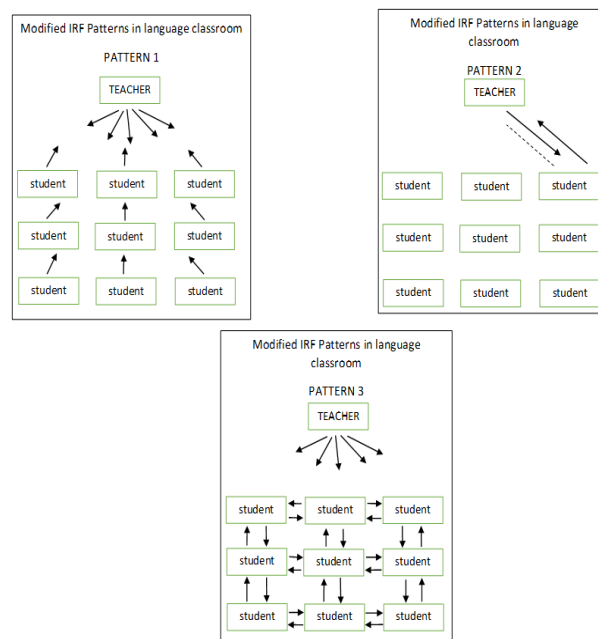 Modified IRF Patterns in language classroom
PATTERN 1
TEACHER
student student student
student student student
student student student
Modified IRF Patterns in language
classroom
PATTERN 2
TEACHER
student student student
student student student
student student student
Modified IRF Patterns in language
classroom
PATTERN 3
TEACHER
student student student
student student student
student student student